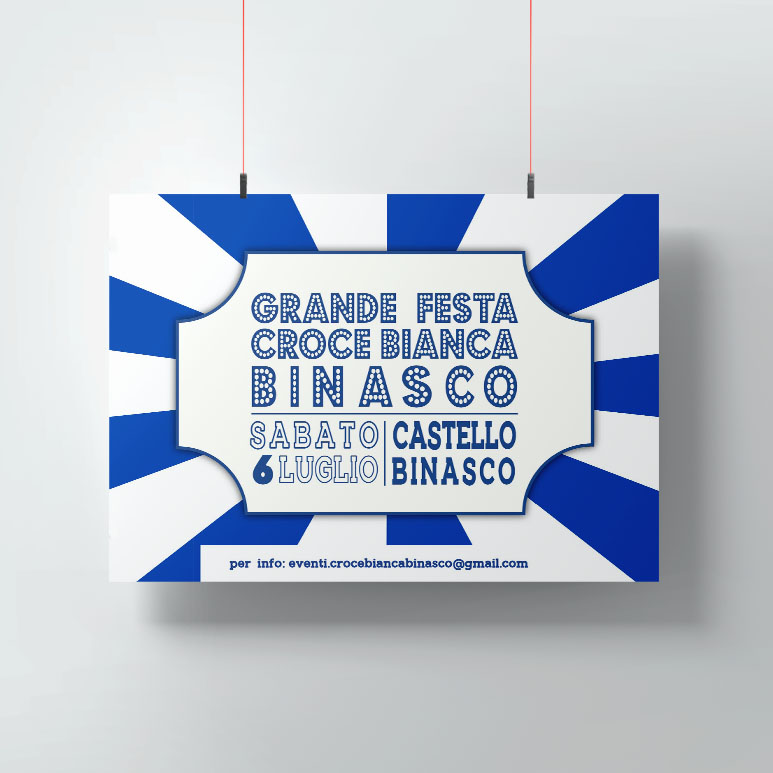 GRANDE FESTA
CROCE BIANCA
BINASCO
SABATO
6 LUGLIO
CASTELLO
BINASCO
per info: eventi.crocebiancabinasco@gmail.com